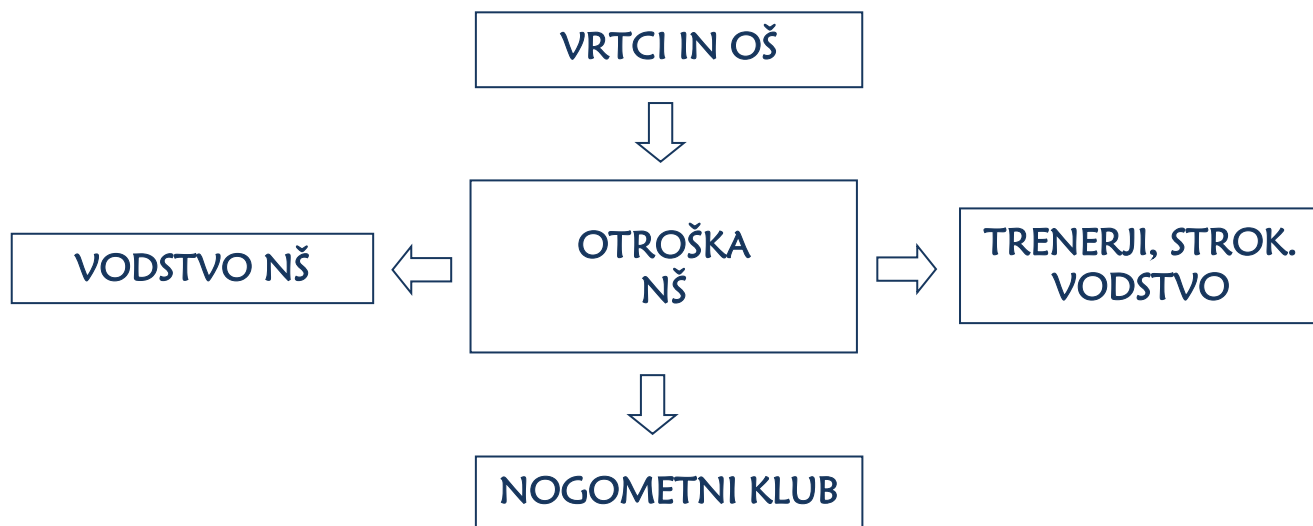 VRTCI IN OŠ
OTROŠKA
NŠ
VODSTVO NŠ
TRENERJI, STROK.
VODSTVO
NOGOMETNI KLUB